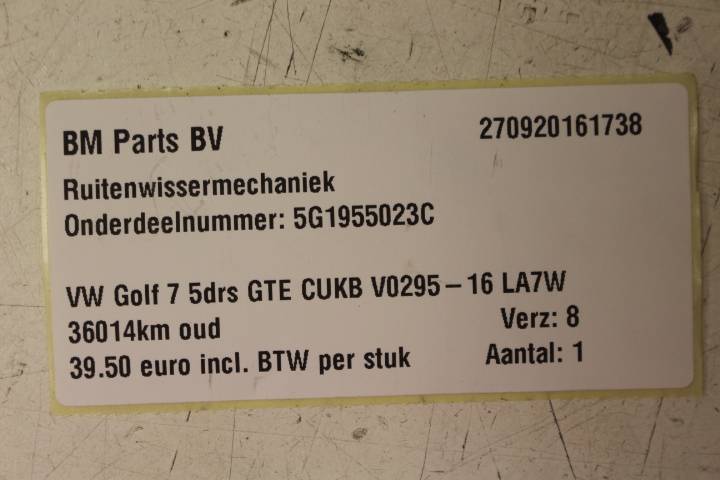 BM Parts BV 270920161738
Ruitenwissermechaniek
Onderdeelnummer: 5G1955023C
VW Golf 7 5drs GTE CUKB V0295-16 LA7W
36014km oud Verz: 8
39.50 euro incl. BTW per stuk Aantal: 1